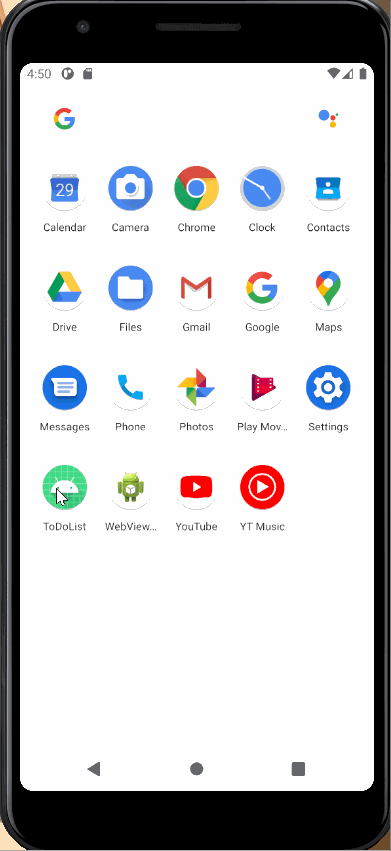 4:50
29
Calendar Camera Chrome Clock Contacts
Drive Files Gmail Google Maps
Messages Phone Photos Play Mov... Settings
ToDoList WebView... YouTube YT Music